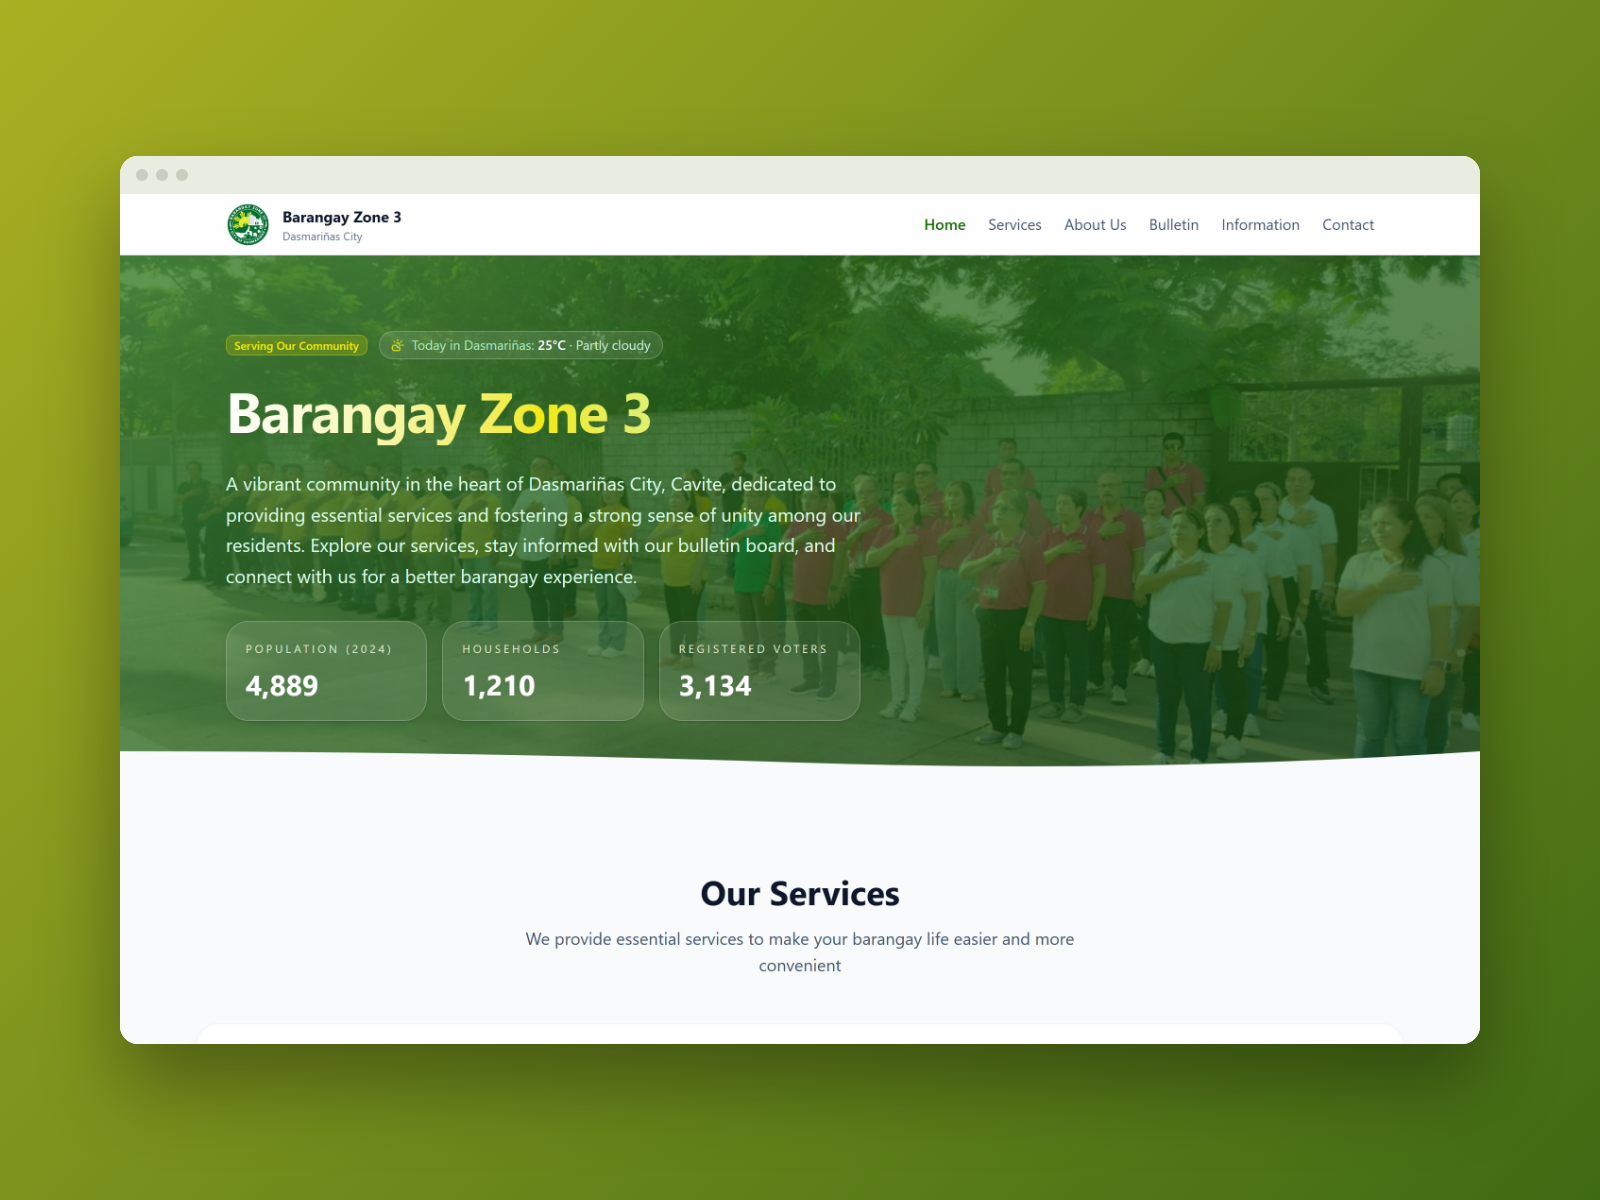 Barangay Zone 3
Dasmariñas City
Home Services About Us Bulletin Information Contact
Serving Our Community
Today in Dasmariñas: 25°C · Partly cloudy
Barangay Zone 3
A vibrant community in the heart of Dasmariñas City, Cavite, dedicated to
providing essential services and fostering a strong sense of unity among our
residents. Explore our services, stay informed with our bulletin board, and
connect with us for a better barangay experience.
POPULATION (2024) HOUSEHOLDS REGISTERED VOTERS
4,889 1,210 3,134
Our Services
We provide essential services to make your barangay life easier and more
convenient